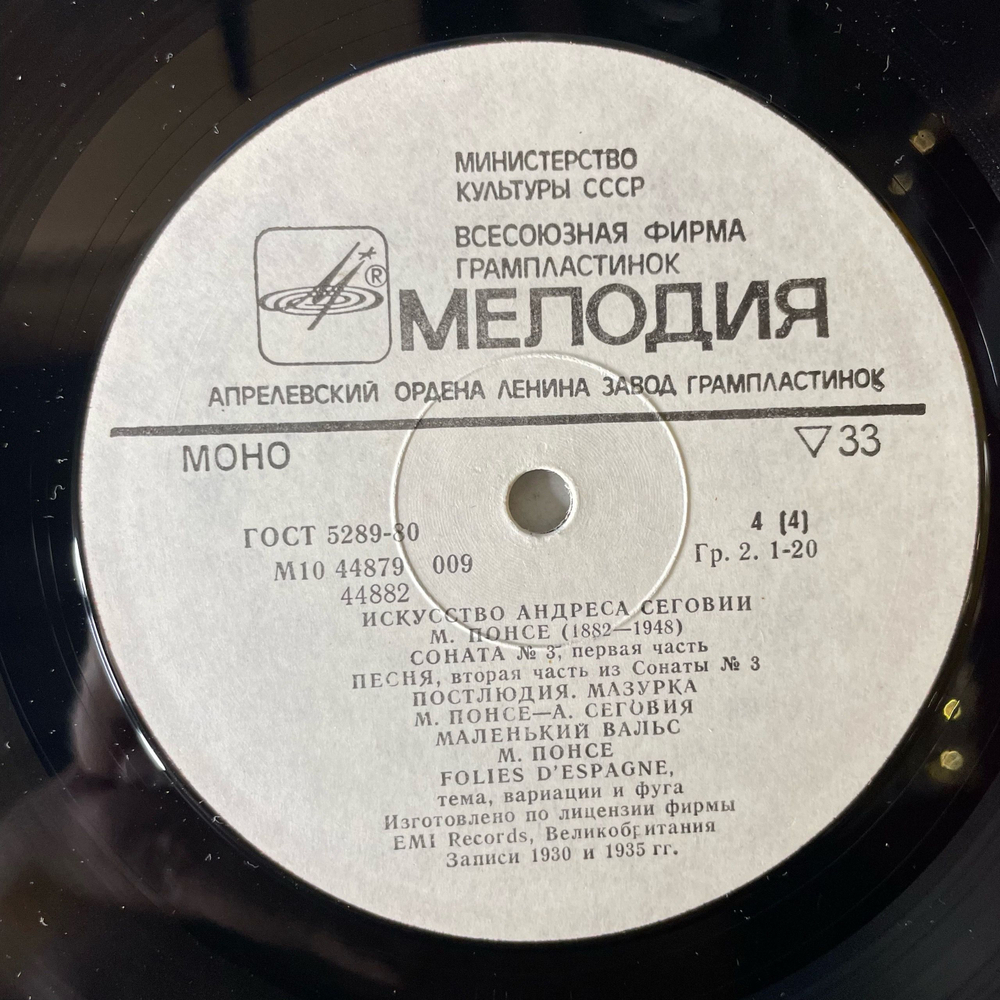 МИНИСТЕРСТВО
КУЛЬТУРЫ СССР
ВСЕСОЮЗНАЯ ФИРМА
ГРАМПЛАСТИНОК
®
МЕЛОДИЯ
АПРЕЛЕВСКИЙ ОРДЕНА ЛЕНИНА ЗАВОД ГРАМПЛАСТИНОК
МОНО
▽33
ГОСТ 5289-80
4 (4)
М10 44879 009
Гр. 2. 1-20
44882
ИСКУССТВО АНДРЕСА СЕГОВИИ
М. ПОНСЕ (1882—1948)
СОНАТА № 3, первая часть
ПЕСНЯ, вторая часть из Сонаты № 3
ПОСТЛЮДИЯ. МАЗУРКА
М. ПОНСЕ—А. СЕГОВИЯ
МАЛЕНЬКИЙ ВАЛЬС
М. ПОНСЕ
FOLIES D'ESPAGNE,
тема, вариации и фуга
Изготовлено по лицензии фирмы
EMI Records, Великобритания
Записи 1930 и 1935 гг.